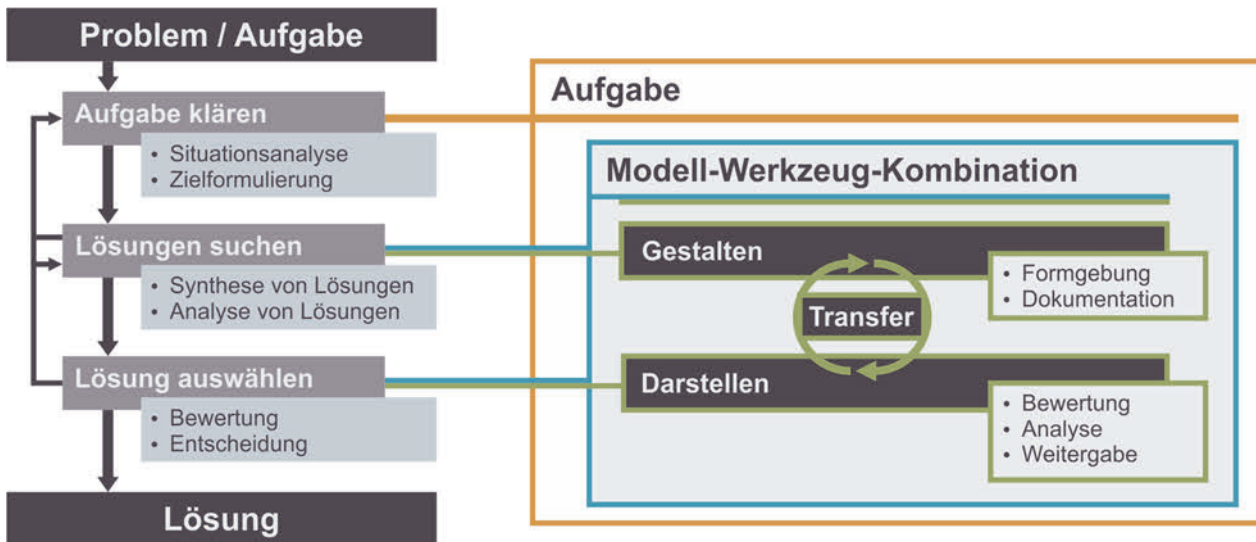 Problem / Aufgabe
Aufgabe klären
• Situationsanalyse
• Zielformulierung
Lösungen suchen
• Synthese von Lösungen
• Analyse von Lösungen
Lösung auswählen
• Bewertung
• Entscheidung
Lösung
Aufgabe
Modell-Werkzeug-Kombination
Gestalten
• Formgebung
• Dokumentation
Transfer
Darstellen
• Bewertung
• Analyse
• Weitergabe